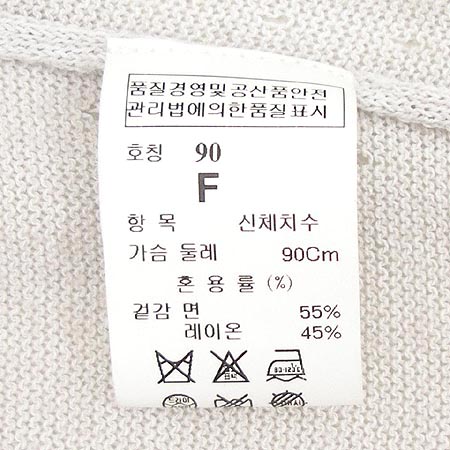 품질경영및공산품안전
관리법에의한품질표시
호칭 90
F
항 목 신체치수
가슴 둘레 90Cm
혼 용 률 (%)
겉감 면 55%
레이온 45%